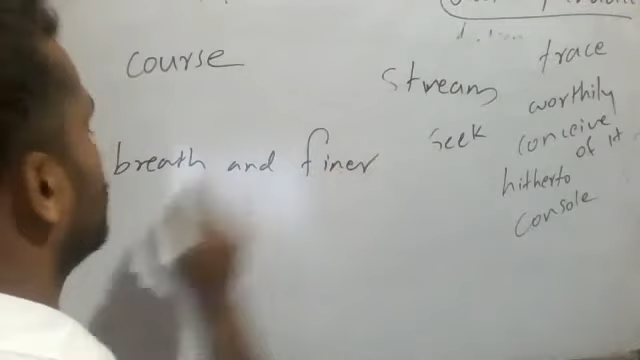 course
breath and finer
stream
seek
trace
worthily
conceive
of it
hitherto
console